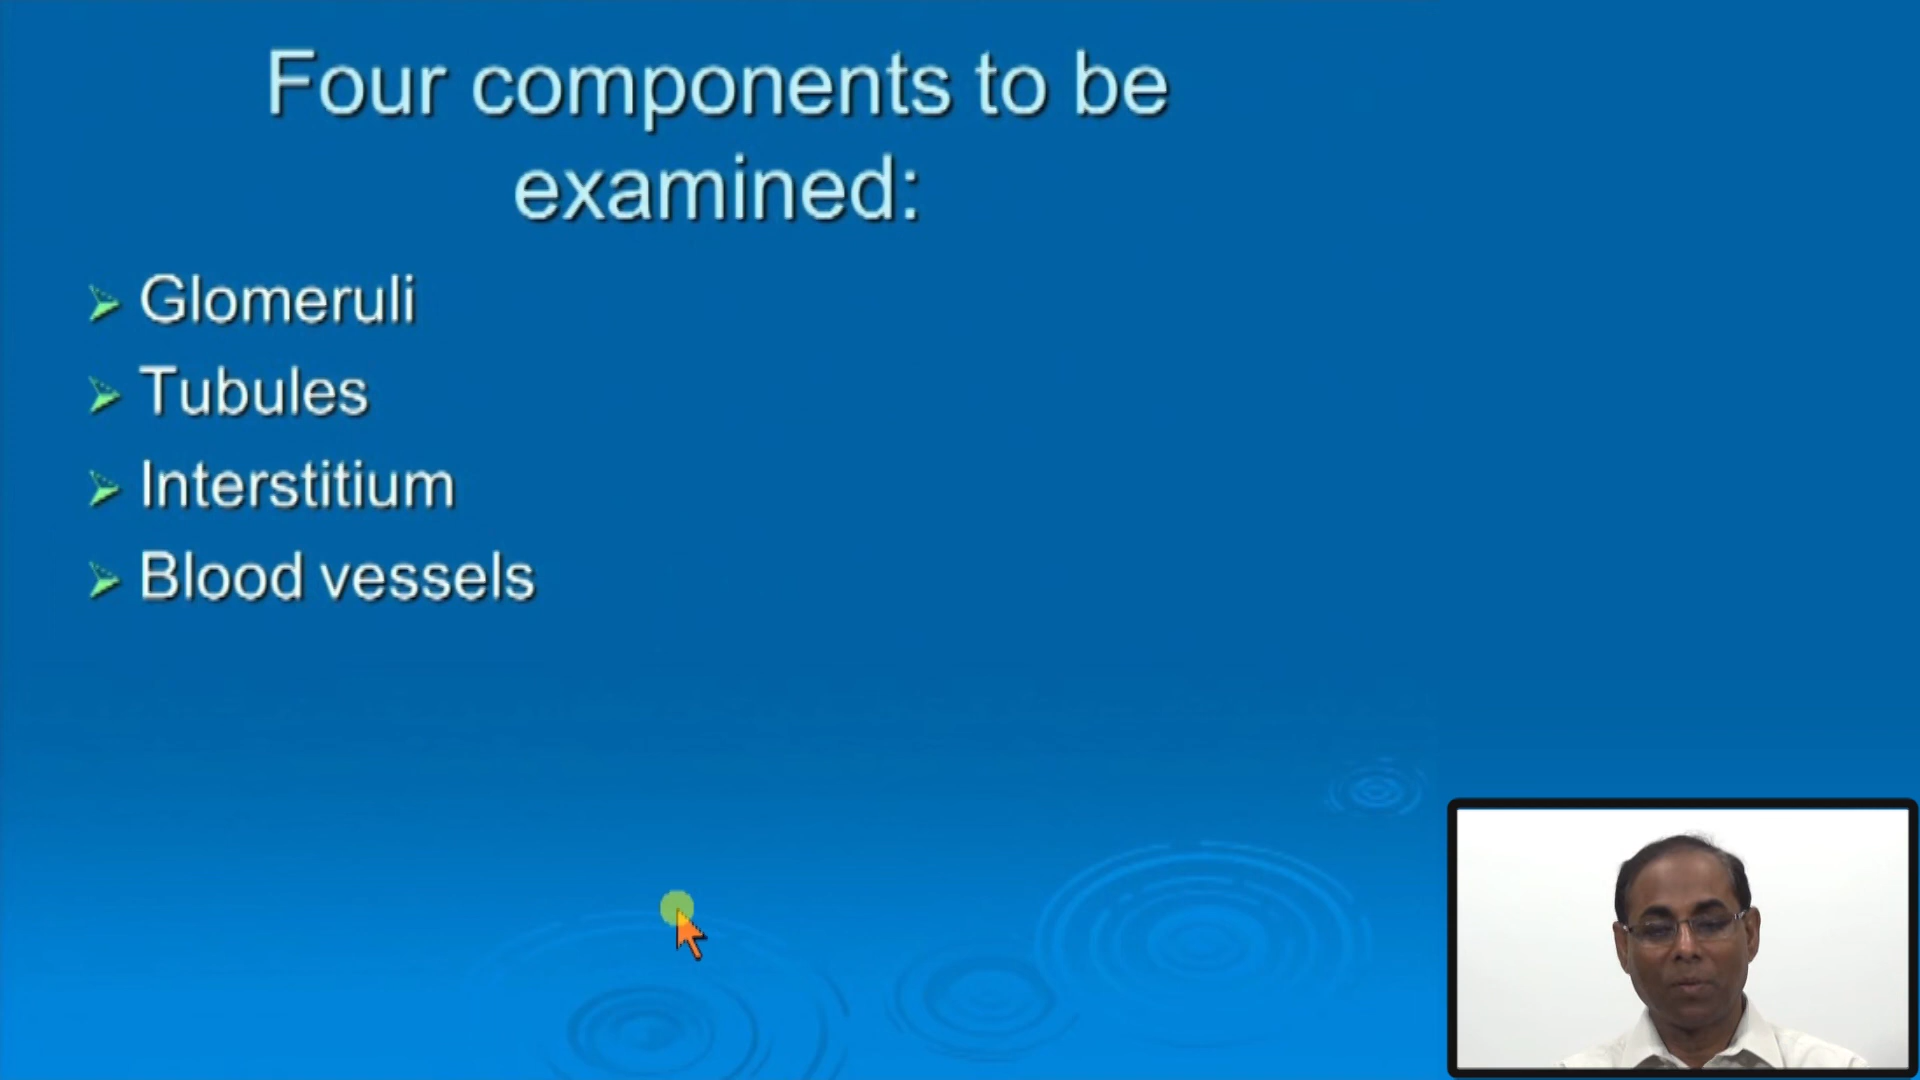 Four components to be
examined:
Glomeruli
Tubules
Interstitium
Blood vessels